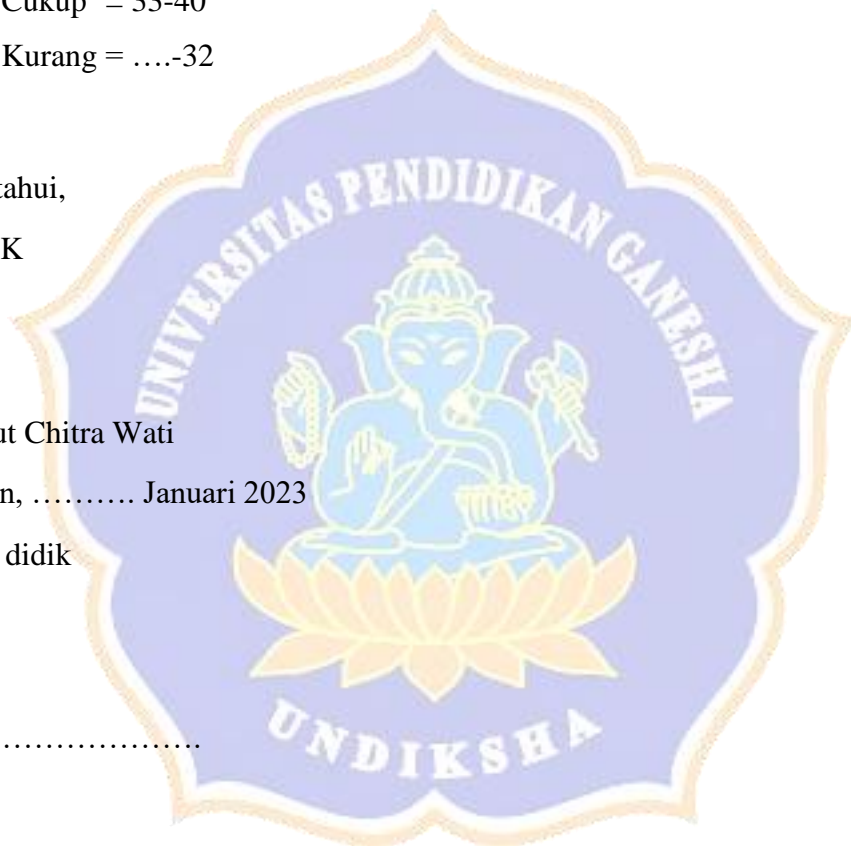 Cukup = 33-40
Kurang = ….-32
tahui,
K
ut Chitra Wati
n, ………. Januari 2023
didik
……………….
UNIVERSITAS PENDIDIKAN GANESHA
UNDIKSHA